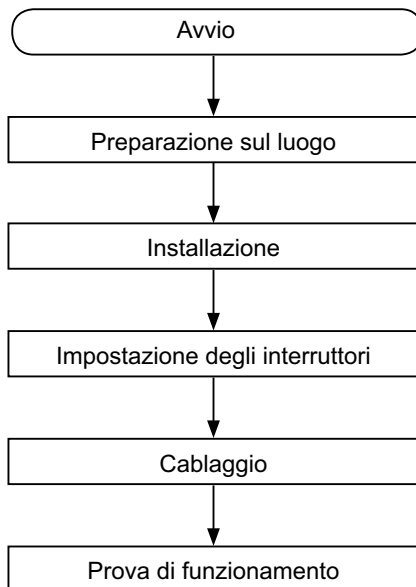 Avvio
Preparazione sul luogo
Installazione
Impostazione degli interruttori
Cablaggio
Prova di funzionamento